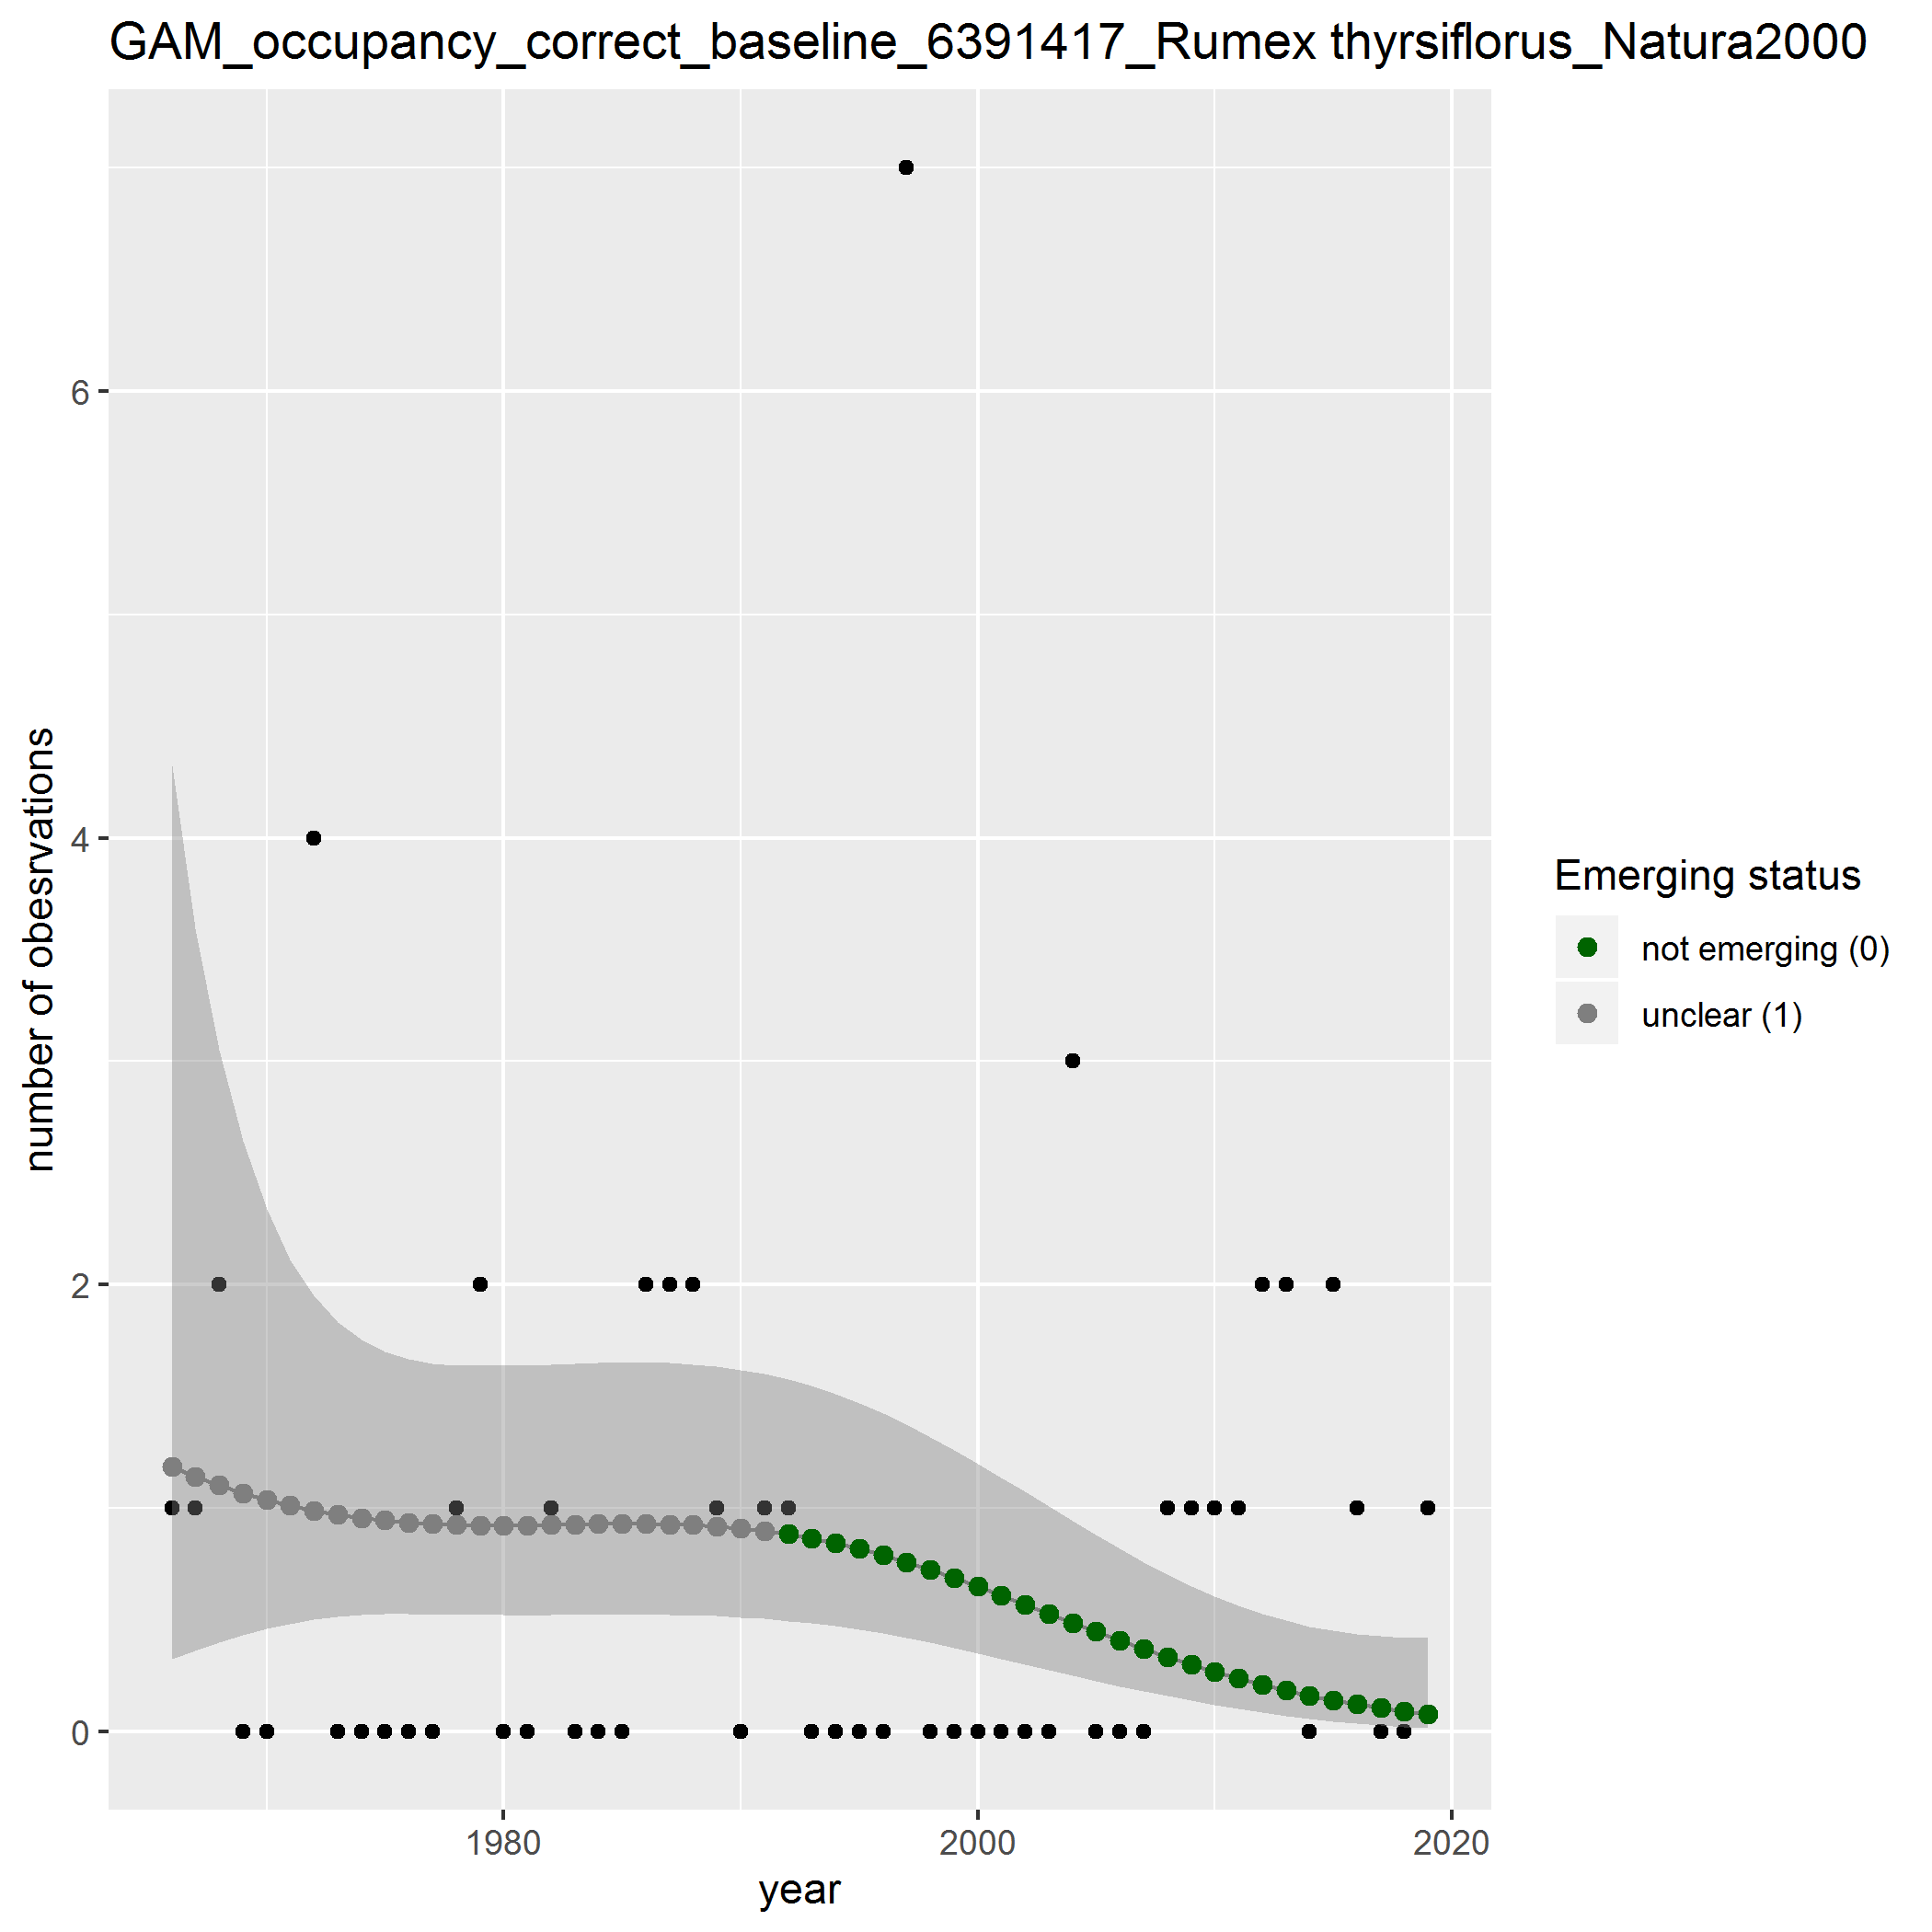 GAM_occupancy_correct_baseline_6391417_Rumex thyrsiflorus_Natura2000
6
4
2
0
number of obesrvations
1980
2000
2020
year
Emerging status
not emerging (0)
unclear (1)